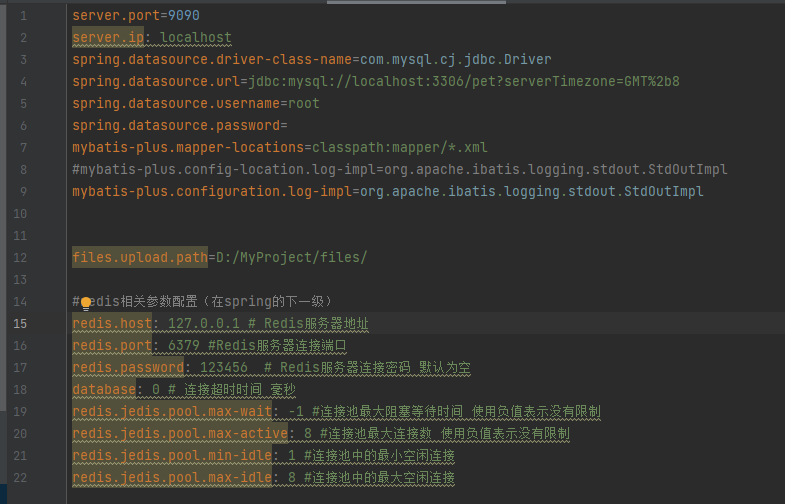 1 server.port=9090
2 server.ip: localhost
3 spring.datasource.driver-class-name=com.mysql.cj.jdbc.Driver
4 spring.datasource.url=jdbc:mysql://localhost:3306/pet?serverTimezone=GMT%2b8
5 spring.datasource.username=root
6 spring.datasource.password=
7 mybatis-plus.mapper-locations=classpath:mapper/*.xml
8 #mybatis-plus.config-location.log-impl=org.apache.ibatis.logging.stdout.StdOutImpl
9 mybatis-plus.configuration.log-impl=org.apache.ibatis.logging.stdout.StdOutImpl
10
11
12 files.upload.path=D:/MyProject/files/
13
14 #redis相关参数配置（在spring的下一级）
15 redis.host: 127.0.0.1 # Redis服务器地址
16 redis.port: 6379 #Redis服务器连接端口
17 redis.password: 123456  # Redis服务器连接密码 默认为空
18 database: 0 # 连接超时时间 毫秒
19 redis.jedis.pool.max-wait: -1 #连接池最大阻塞等待时间 使用负值表示没有限制
20 redis.jedis.pool.max-active: 8 #连接池最大连接数 使用负值表示没有限制
21 redis.jedis.pool.min-idle: 1 #连接池中的最小空闲连接
22 redis.jedis.pool.max-idle: 8 #连接池中的最大空闲连接